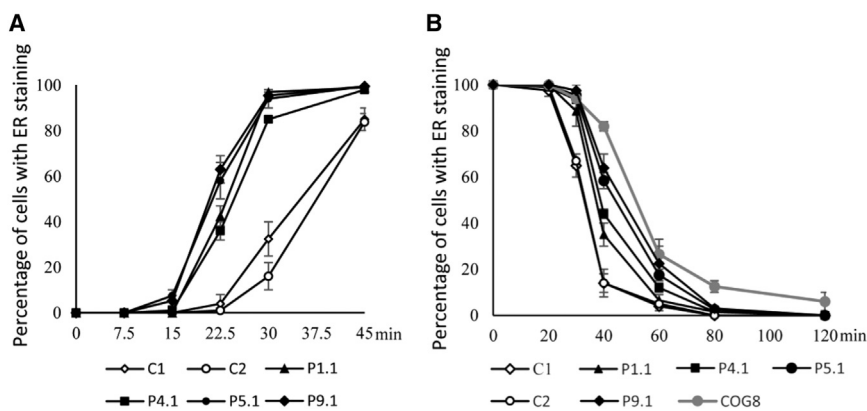 A
Percentage of cells with ER staining
100
80
60
40
20
0
0 7.5 15 22.5 30 37.5 45 min
C1 C2 P1.1
P4.1 P5.1 P9.1
B
Percentage of cells with ER staining
100
80
60
40
20
0
0 20 40 60 80 100 120 min
C1 P1.1 P4.1 P5.1
C2 P9.1 COG8